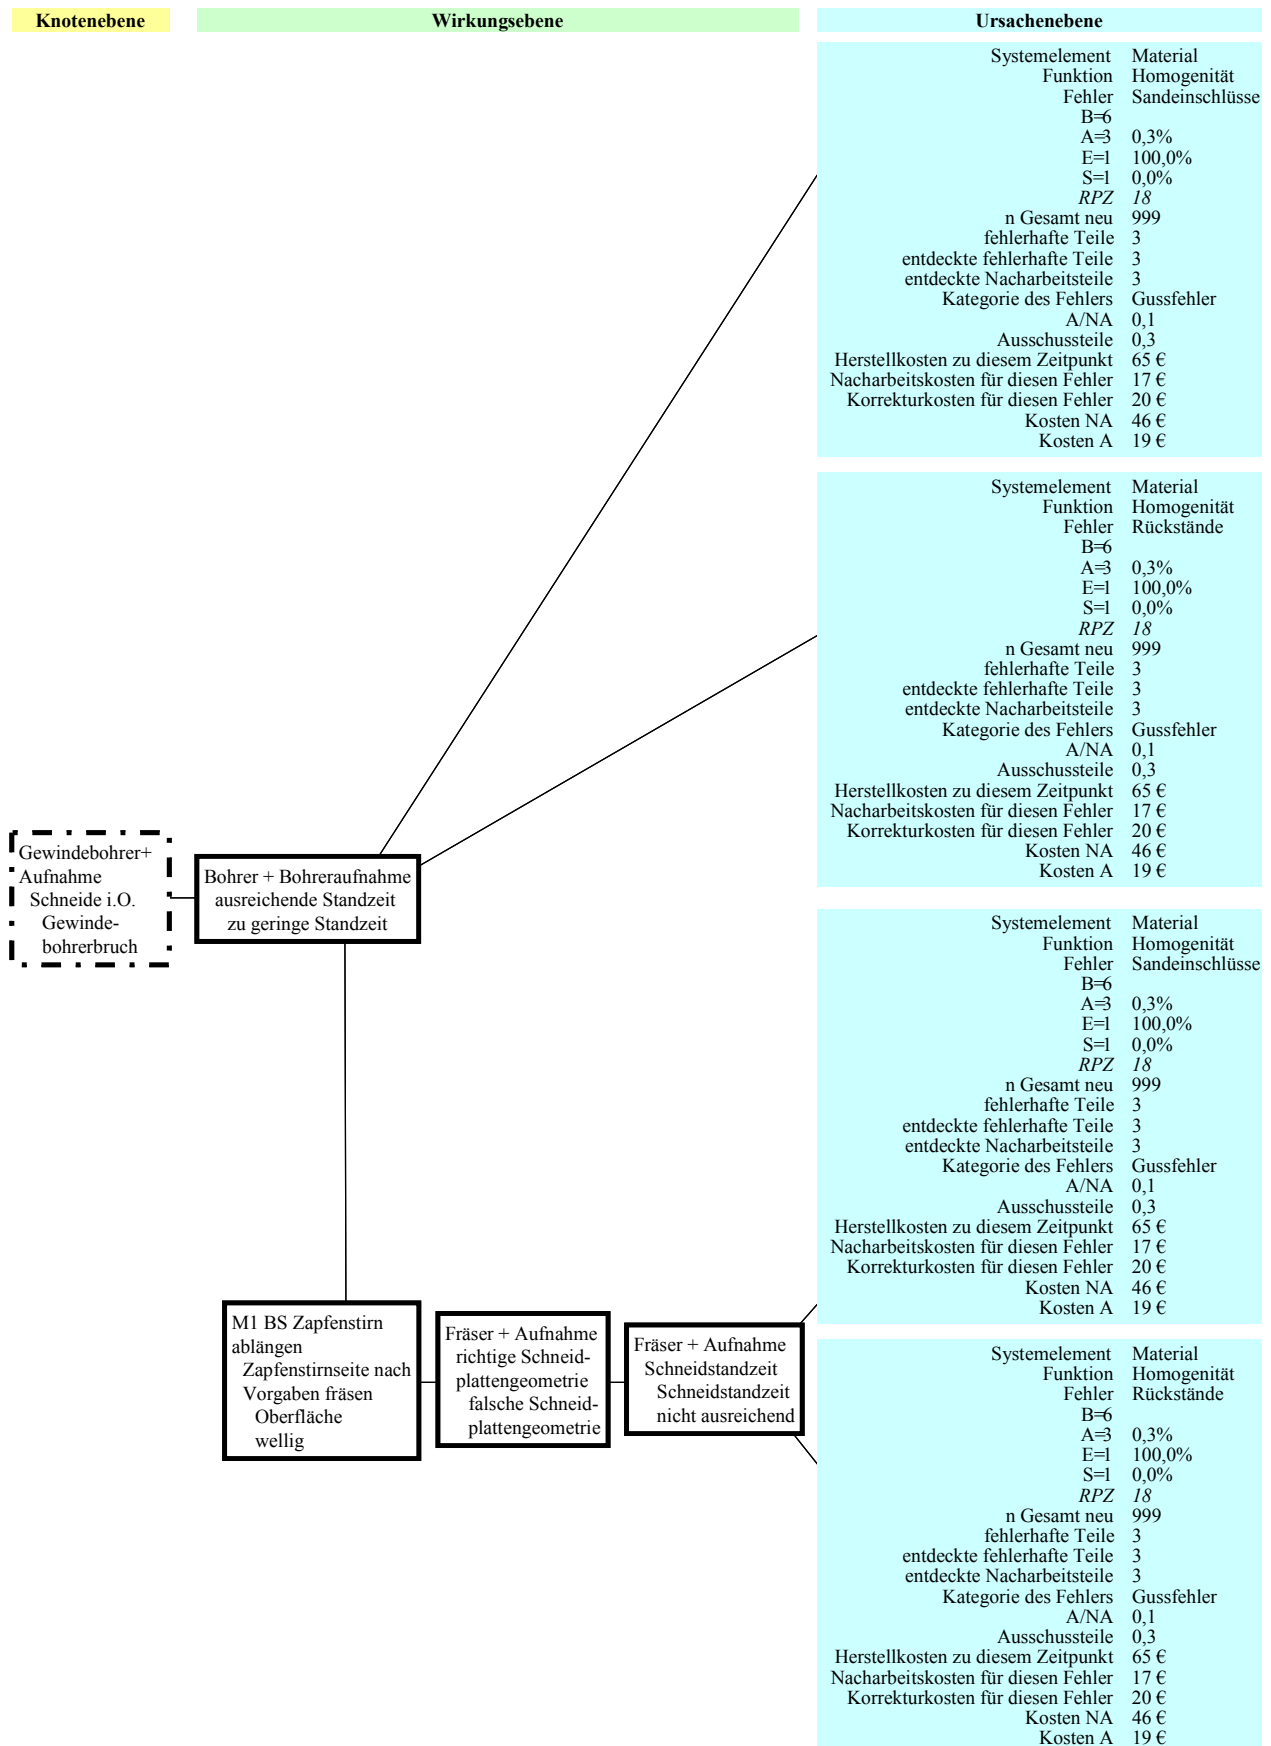 Knotenebene
Wirkungsebene
Ursachenebene
Systemelement Material
Funktion Homogenität
Fehler Sandeinschlüsse
B=6
A=3 0,3%
E=1 100,0%
S=1 0,0%
RPZ 18
n Gesamt neu 999
fehlerhafte Teile 3
entdeckte fehlerhafte Teile 3
entdeckte Nacharbeitsteile 3
Kategorie des Fehlers Gussfehler
A/NA 0,1
Ausschussteile 0,3
Herstellkosten zu diesem Zeitpunkt 65 €
Nacharbeitskosten für diesen Fehler 17 €
Korrekturkosten für diesen Fehler 20 €
Kosten NA 46 €
Kosten A 19 €
Systemelement Material
Funktion Homogenität
Fehler Rückstände
B=6
A=3 0,3%
E=1 100,0%
S=1 0,0%
RPZ 18
n Gesamt neu 999
fehlerhafte Teile 3
entdeckte fehlerhafte Teile 3
entdeckte Nacharbeitsteile 3
Kategorie des Fehlers Gussfehler
A/NA 0,1
Ausschussteile 0,3
Herstellkosten zu diesem Zeitpunkt 65 €
Nacharbeitskosten für diesen Fehler 17 €
Korrekturkosten für diesen Fehler 20 €
Kosten NA 46 €
Kosten A 19 €
Gewindebohrer+
Aufnahme
Schneide i.O.
Gewinde-
bohrerbruch
Bohrer + Bohreraufnahme
ausreichende Standzeit
zu geringe Standzeit
Systemelement Material
Funktion Homogenität
Fehler Sandeinschlüsse
B=6
A=3 0,3%
E=1 100,0%
S=1 0,0%
RPZ 18
n Gesamt neu 999
fehlerhafte Teile 3
entdeckte fehlerhafte Teile 3
entdeckte Nacharbeitsteile 3
Kategorie des Fehlers Gussfehler
A/NA 0,1
Ausschussteile 0,3
Herstellkosten zu diesem Zeitpunkt 65 €
Nacharbeitskosten für diesen Fehler 17 €
Korrekturkosten für diesen Fehler 20 €
Kosten NA 46 €
Kosten A 19 €
M1 BS Zapfenstirn
ablängen
Zapfenstirnseite nach
Vorgaben fräsen
Oberfläche
wellig
Fräser + Aufnahme
richtige Schneid-
plattengeometrie
falsche Schneid-
plattengeometrie
Fräser + Aufnahme
Schneidstandzeit
Schneidstandzeit
nicht ausreichend
Systemelement Material
Funktion Homogenität
Fehler Rückstände
B=6
A=3 0,3%
E=1 100,0%
S=1 0,0%
RPZ 18
n Gesamt neu 999
fehlerhafte Teile 3
entdeckte fehlerhafte Teile 3
entdeckte Nacharbeitsteile 3
Kategorie des Fehlers Gussfehler
A/NA 0,1
Ausschussteile 0,3
Herstellkosten zu diesem Zeitpunkt 65 €
Nacharbeitskosten für diesen Fehler 17 €
Korrekturkosten für diesen Fehler 20 €
Kosten NA 46 €
Kosten A 19 €